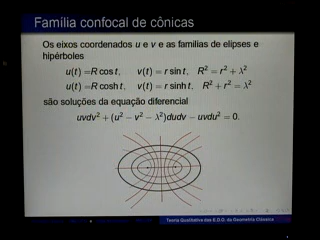 Família confocal de cônicas
Os eixos coordenados u e v e as famílias de elipses e
hipérboles
u(t) =R cos t, v(t) = r sin t, R² = r² + λ²
u(t) =R cosh t, v(t) = r sinh t, R² + r² = λ²
são soluções da equação diferencial
uvdv² + (u² − v² − λ²)dudv − uvdu² = 0.
Teoria Qualitativa das E.D.O. da Geometria Clássica